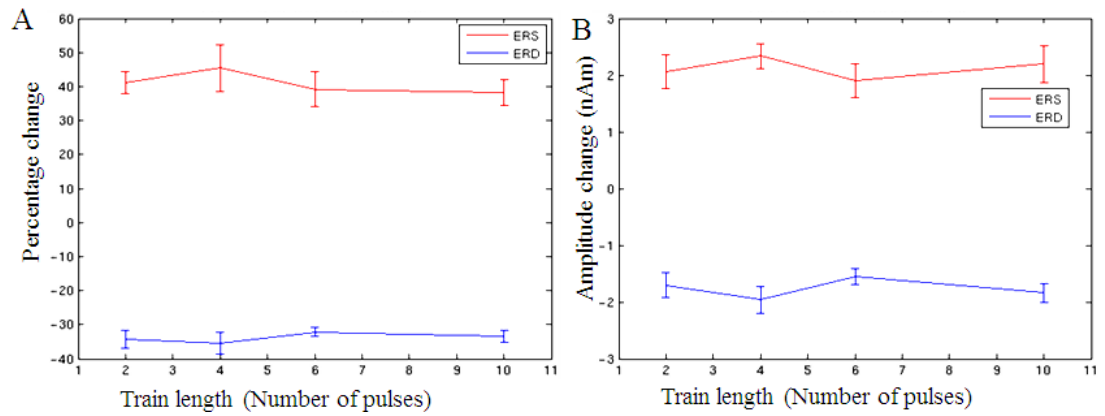 A
60
50
40
30
20
10
0
-10
-20
-30
-40
1 2 3 4 5 6 7 8 9 10 11
Percentage change
Train length (Number of pulses)
ERS
ERD
B
3
2
1
0
-1
-2
-3
1 2 3 4 5 6 7 8 9 10 11
Amplitude change (nAm)
Train length (Number of pulses)
ERS
ERD